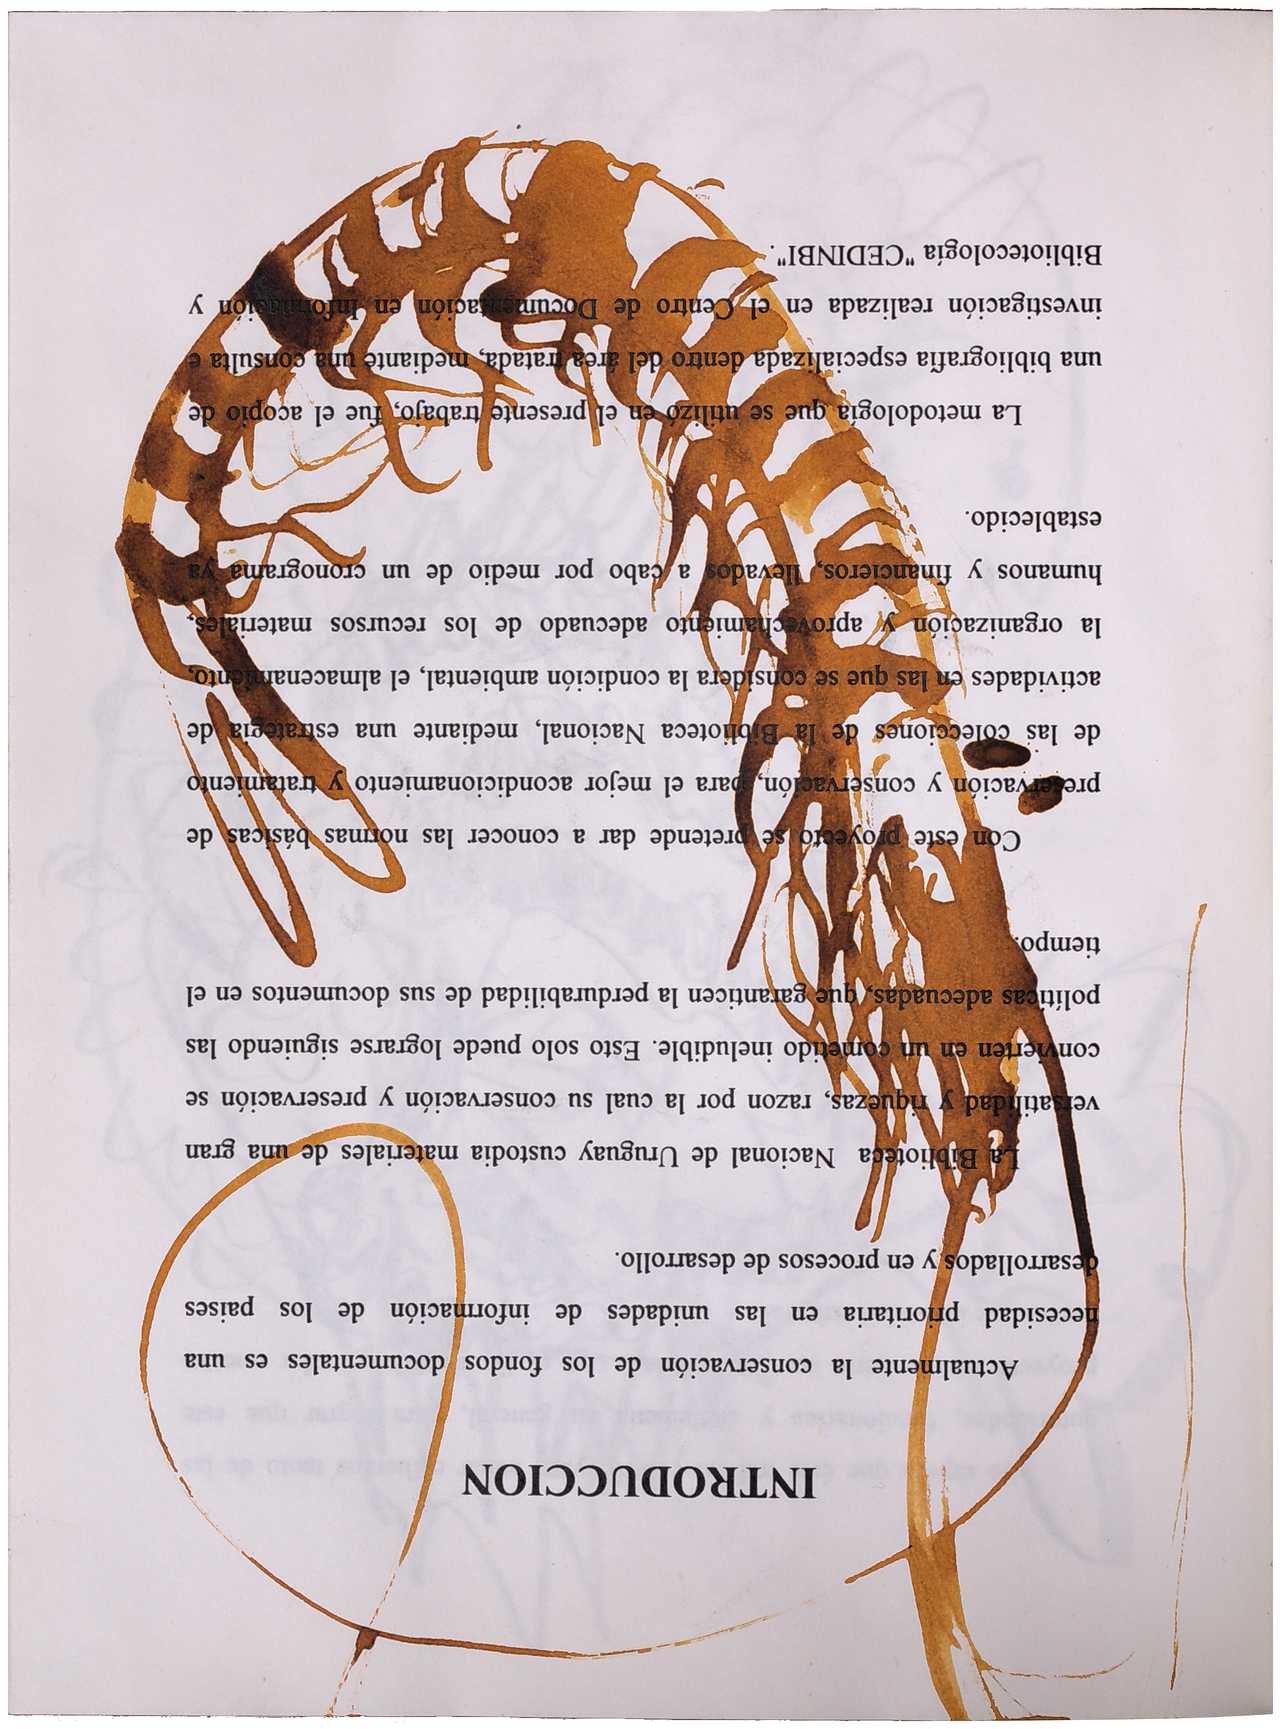 INTRODUCCION
Actualmente la conservación de los fondos documentales es una
necesidad prioritaria en las unidades de información de los paises
desarrollados y en procesos de desarrollo.
La Biblioteca Nacional de Uruguay custodia materiales de una gran
versatilidad y riquezas, razon por la cual su conservación y preservación se
convierten en un cometido ineludible. Esto solo puede lograrse siguiendo las
políticas adecuadas, que garanticen la perdurabilidad de sus documentos en el
tiempo.
Con este proyecto se pretende dar a conocer las normas básicas de
preservación y conservación, para el mejor acondicionamiento y tratamiento
de las colecciones de la Biblioteca Nacional, mediante una estrategia de
actividades en las que se considera la condición ambiental, el almacenamiento,
la organización y aprovechamiento adecuado de los recursos materiales,
humanos y financieros, llevados a cabo por medio de un cronograma ya
establecido.
La metodología que se utilizó en el presente trabajo, fue el acopio de
una bibliografía especializada dentro del área tratada, mediante una consulta e
investigación realizada en el Centro de Documentación en Información y
Bibliotecología "CEDINBI".